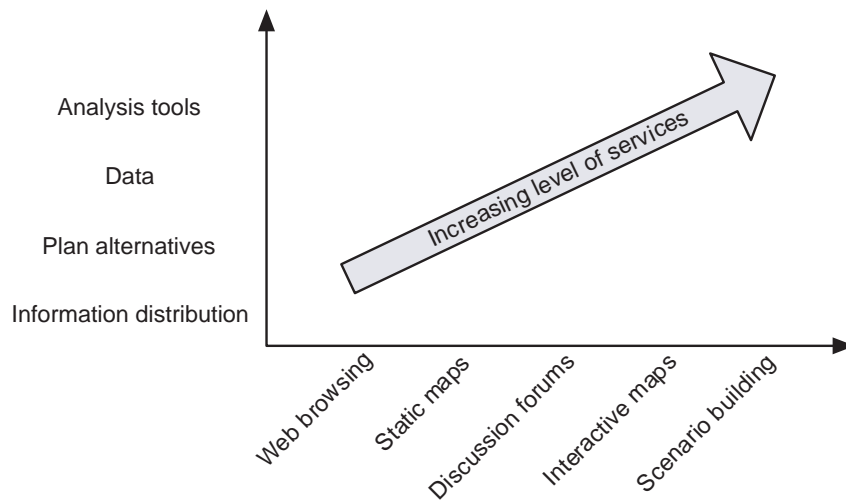 Analysis tools
Data
Plan alternatives
Information distribution
Increasing level of services
Web browsing
Static maps
Discussion forums
Interactive maps
Scenario building